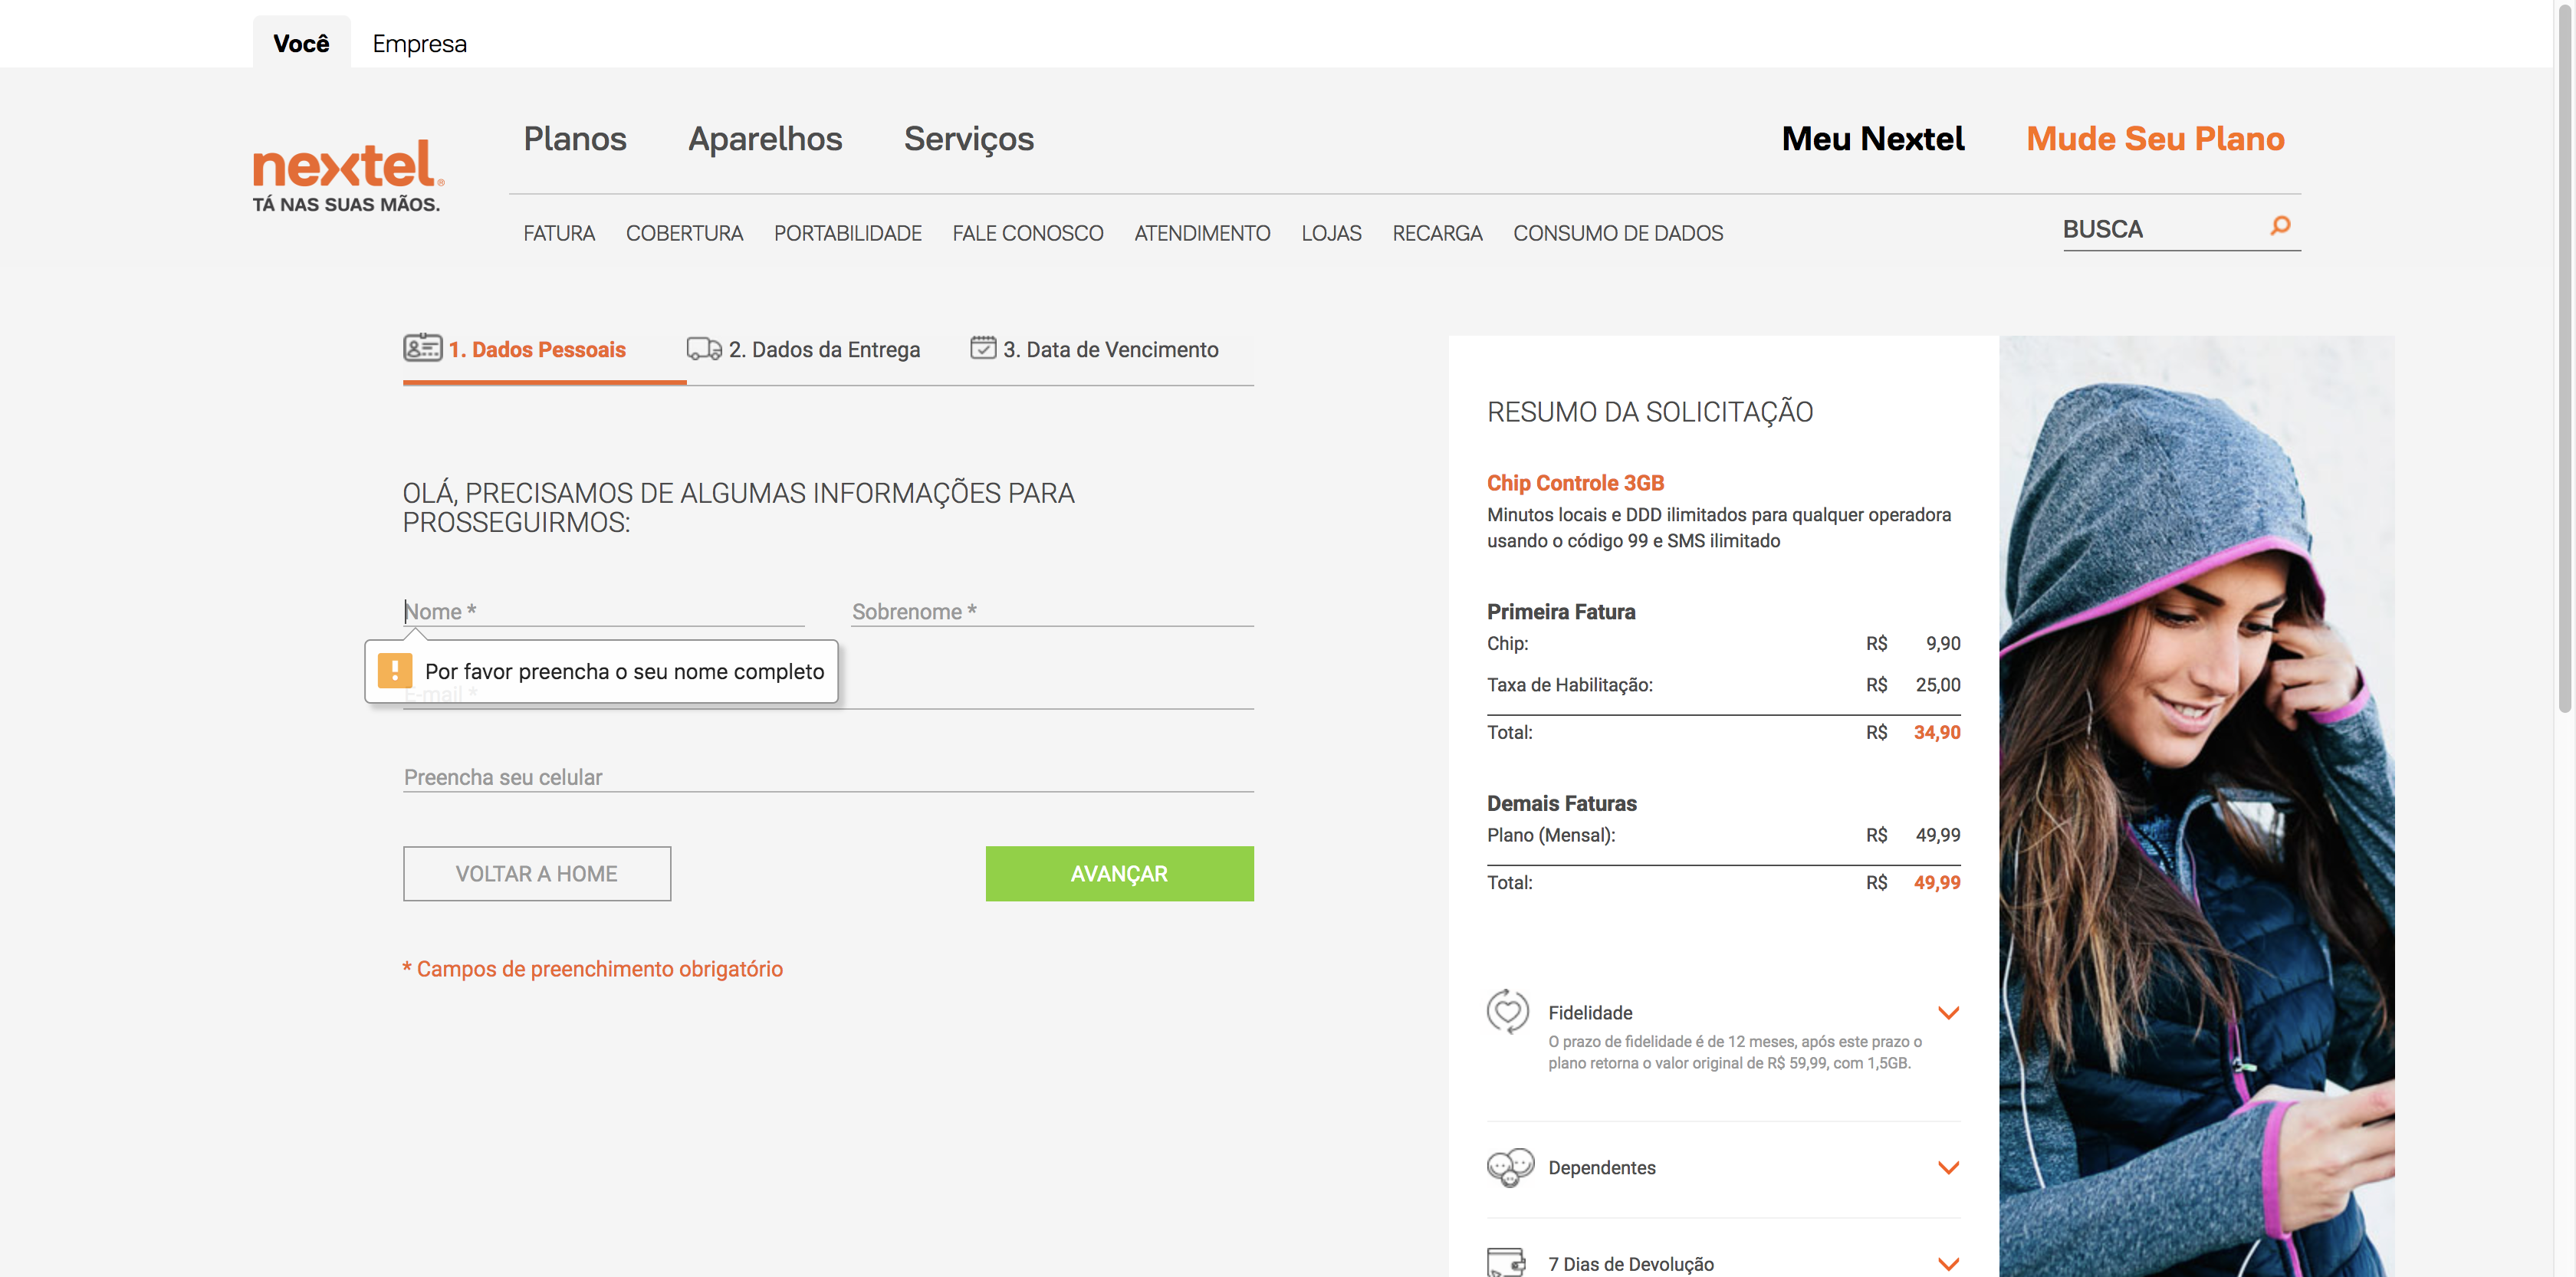 Você
Empresa
nextel®
TÁ NAS SUAS MÃOS.
Planos
Aparelhos
Serviços
Meu Nextel
Mude Seu Plano
FATURA
COBERTURA
PORTABILIDADE
FALE CONOSCO
ATENDIMENTO
LOJAS
RECARGA
CONSUMO DE DADOS
BUSCA
1. Dados Pessoais
2. Dados da Entrega
3. Data de Vencimento
OLÁ, PRECISAMOS DE ALGUMAS INFORMAÇÕES PARA
PROSSEGUIRMOS:
Nome *
Sobrenome *
Por favor preencha o seu nome completo
E-mail *
Preencha seu celular
VOLTAR A HOME
AVANÇAR
* Campos de preenchimento obrigatório
RESUMO DA SOLICITAÇÃO
Chip Controle 3GB
Minutos locais e DDD ilimitados para qualquer operadora
usando o código 99 e SMS ilimitado
Primeira Fatura
Chip: R$ 9,90
Taxa de Habilitação: R$ 25,00
Total: R$ 34,90
Demais Faturas
Plano (Mensal): R$ 49,99
Total: R$ 49,99
Fidelidade
O prazo de fidelidade é de 12 meses, após este prazo o
plano retorna o valor original de R$ 59,99, com 1,5GB.
Dependentes
7 Dias de Devolução